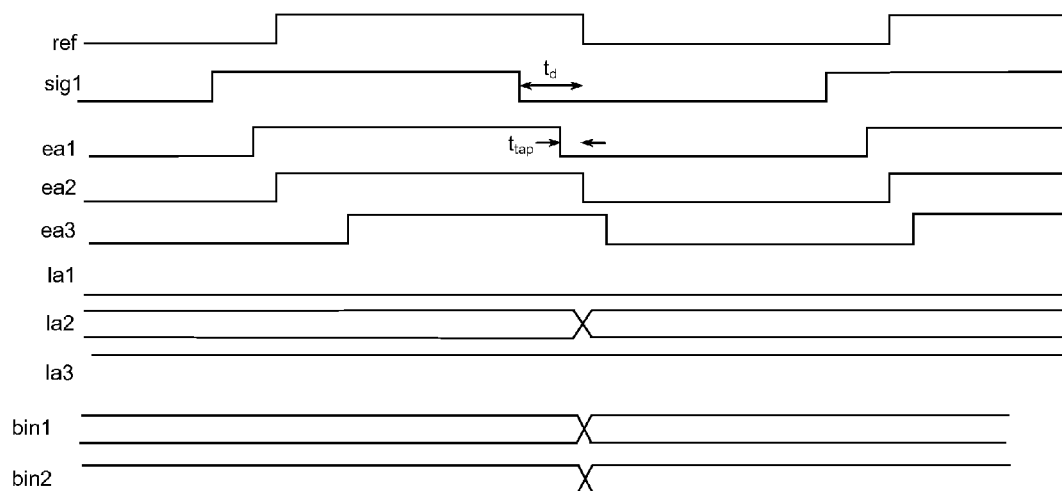 ref
sig1
t_d
ea1
t_tap
ea2
ea3
la1
la2
la3
bin1
bin2